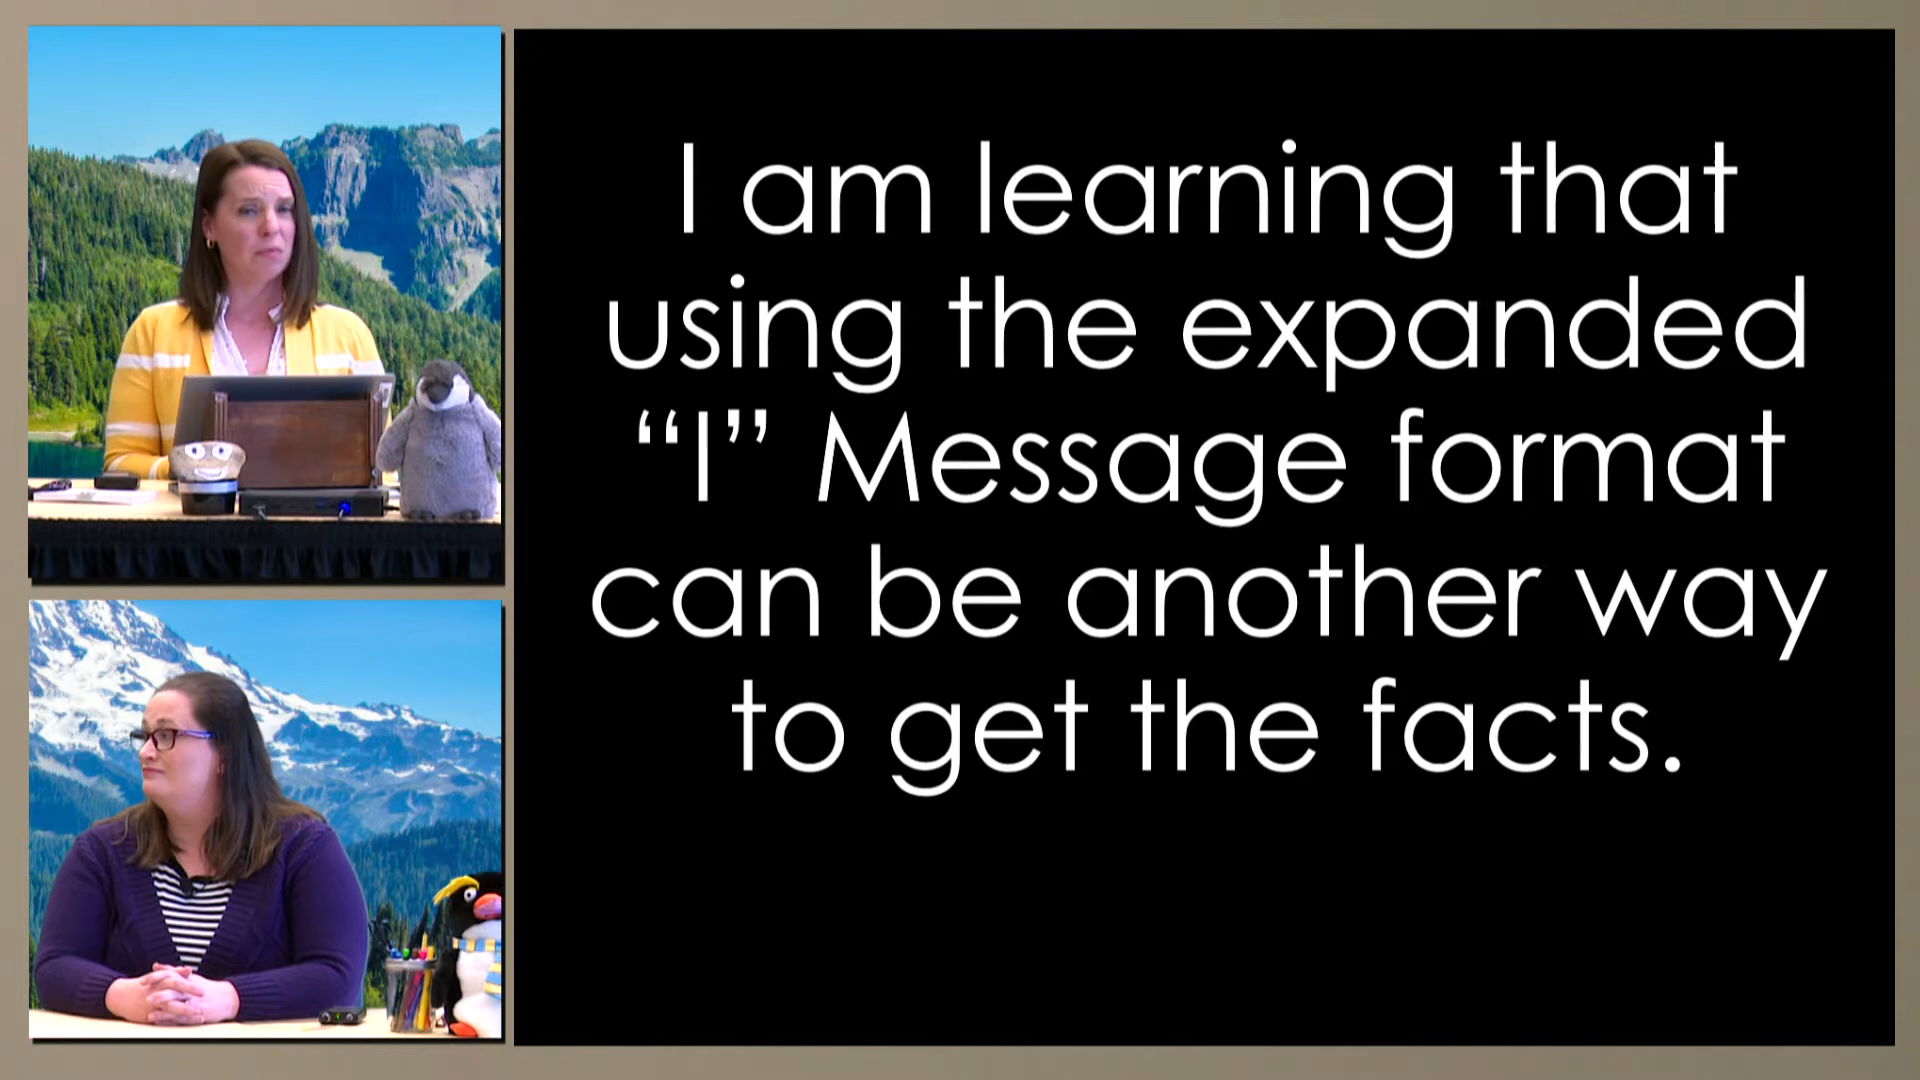 I am learning that
using the expanded
“I” Message format
can be another way
to get the facts.